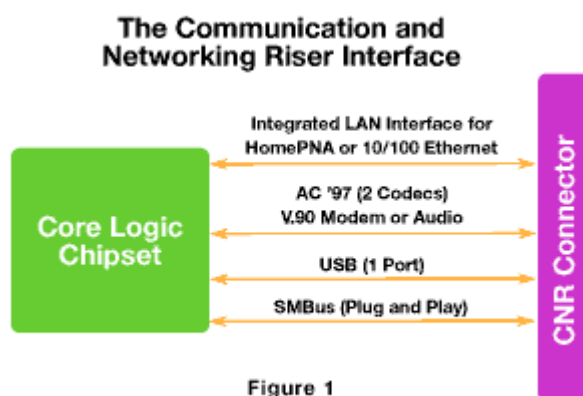 The Communication and
Networking Riser Interface
Integrated LAN Interface for
HomePNA or 10/100 Ethernet
AC '97 (2 Codecs)
V.90 Modem or Audio
USB (1 Port)
SMBus (Plug and Play)
Core Logic
Chipset
CNR Connector
Figure 1